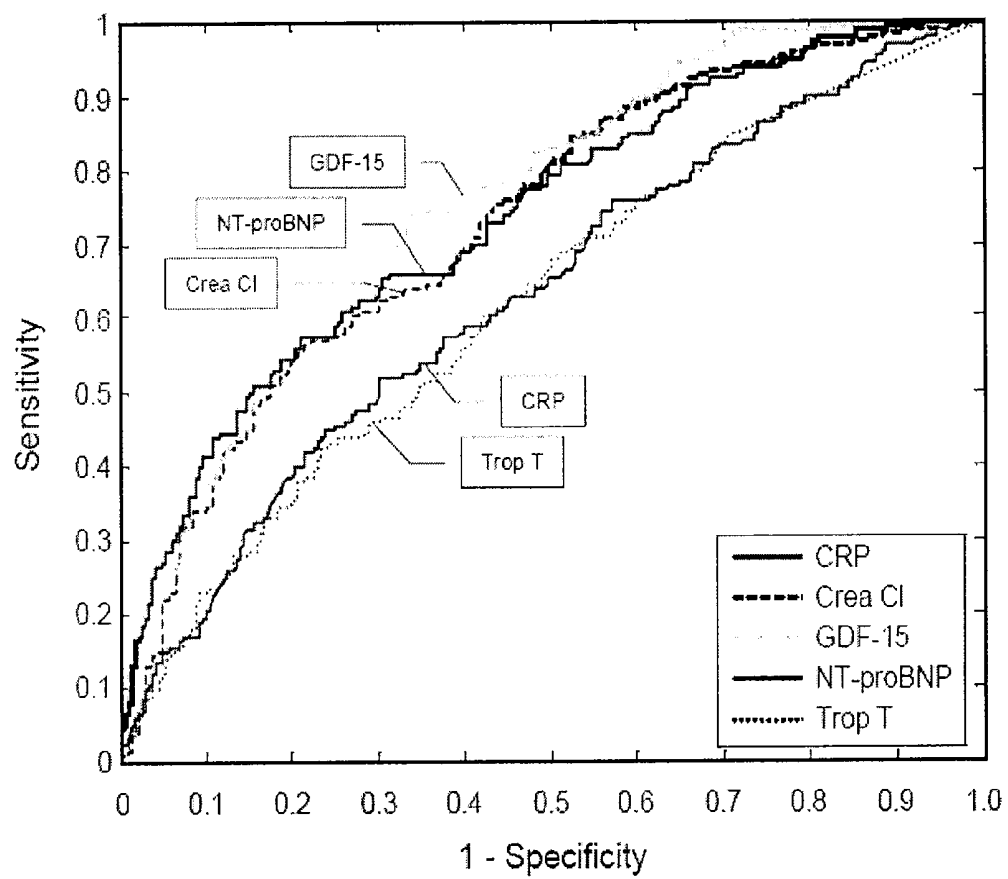 1
0.9
0.8
0.7
0.6
0.5
0.4
0.3
0.2
0.1
0
Sensitivity
GDF-15
NT-proBNP
Crea Cl
CRP
Trop T
CRP
Crea Cl
GDF-15
NT-proBNP
Trop T
0 0.1 0.2 0.3 0.4 0.5 0.6 0.7 0.8 0.9 1.0
1 - Specificity